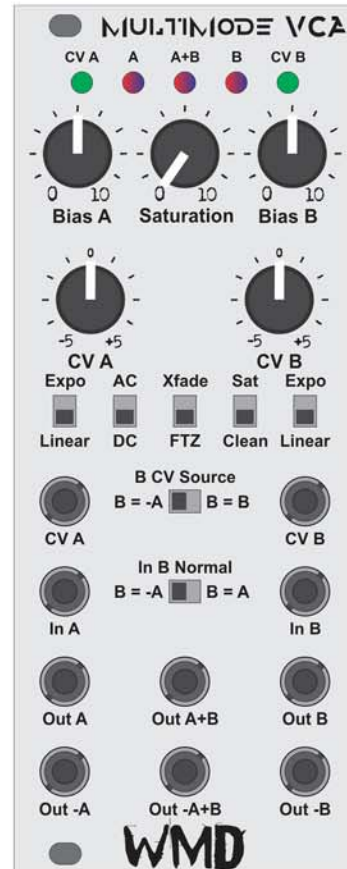 MULTIMODE VCA
CV A A A+B B CV B
0 10 0 10 0 10
Bias A Saturation Bias B
0 0
-5 +5 -5 +5
CV A CV B
Expo AC Xfade Sat Expo
Linear DC FTZ Clean Linear
B CV Source
B = -A B = B
CV A CV B
In B Normal
B = -A B = A
In A In B
Out A Out A+B Out B
Out -A Out -A+B Out -B
WMD